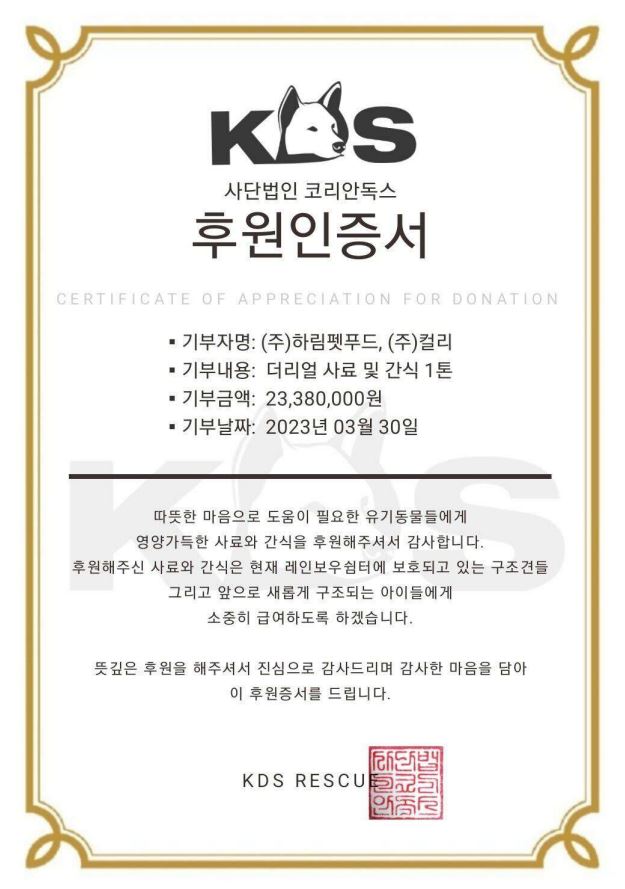 KDS
사단법인 코리안독스
후원인증서
CERTIFICATE OF APPRECIATION FOR DONATION
▪ 기부자명: (주)하림펫푸드, (주)컬리
▪ 기부내용: 더리얼 사료 및 간식 1톤
▪ 기부금액: 23,380,000원
▪ 기부날짜: 2023년 03월 30일
KDS
따뜻한 마음으로 도움이 필요한 유기동물들에게
영양가득한 사료와 간식을 후원해주셔서 감사합니다.
후원해주신 사료와 간식은 현재 레인보우쉼터에 보호되고 있는 구조견들
그리고 앞으로 새롭게 구조되는 아이들에게
소중히 급여하도록 하겠습니다.
뜻깊은 후원을 해주셔서 진심으로 감사드리며 감사한 마음을 담아
이 후원증서를 드립니다.
KDS RESCUE